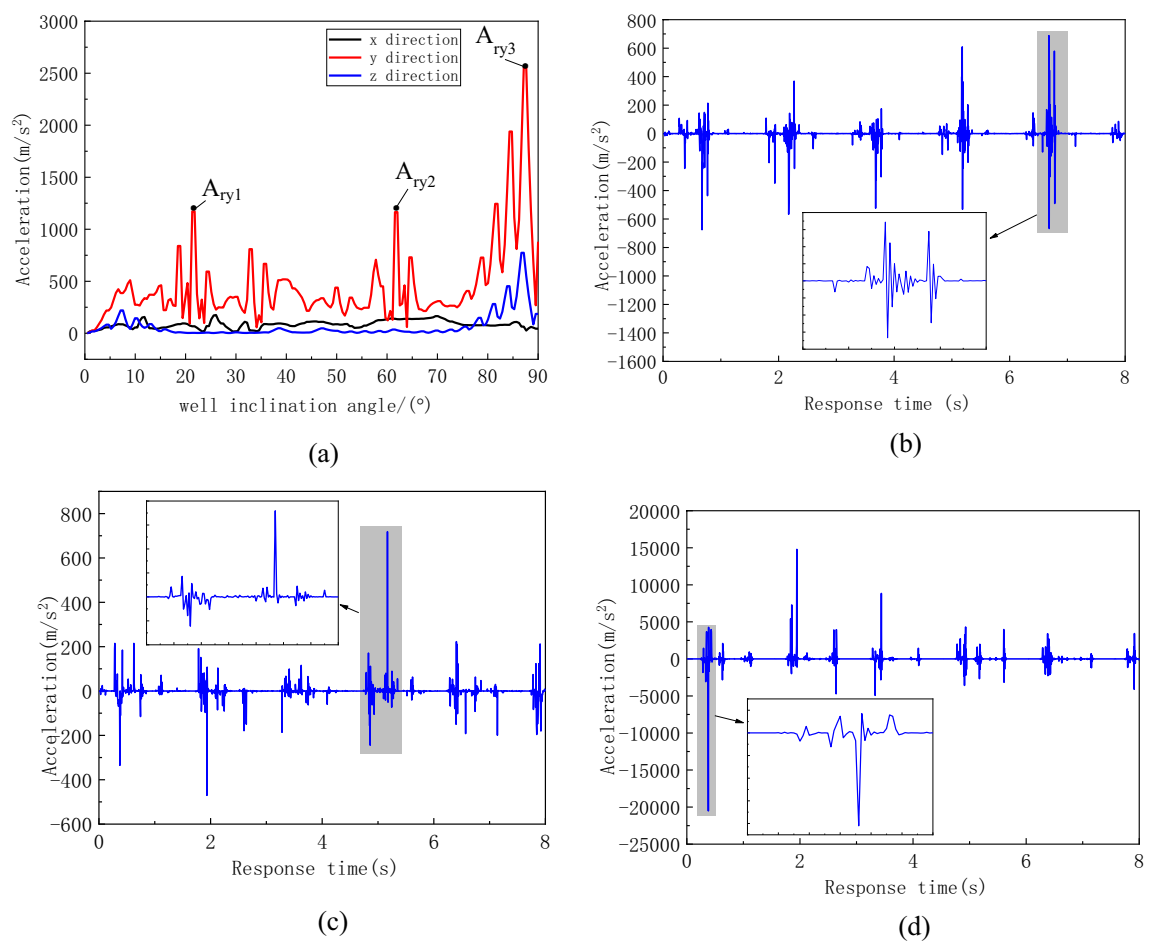 3000
2500
2000
1500
1000
500
0
Acceleration(m/s²)
x direction
y direction
z direction
A_ry1
A_ry2
A_ry3
0 10 20 30 40 50 60 70 80 90
well inclination angle/(°)
(a)
800
600
400
200
0
−200
−400
−600
−800
−1000
−1200
−1400
−1600
Acceleration(m/s²)
0 2 4 6 8
Response time (s)
(b)
800
600
400
200
0
−200
−400
−600
Acceleration(m/s²)
0 2 4 6 8
Response time(s)
(c)
20000
15000
10000
5000
0
−5000
−10000
−15000
−20000
−25000
Acceleration(m/s²)
0 2 4 6 8
Response time(s)
(d)